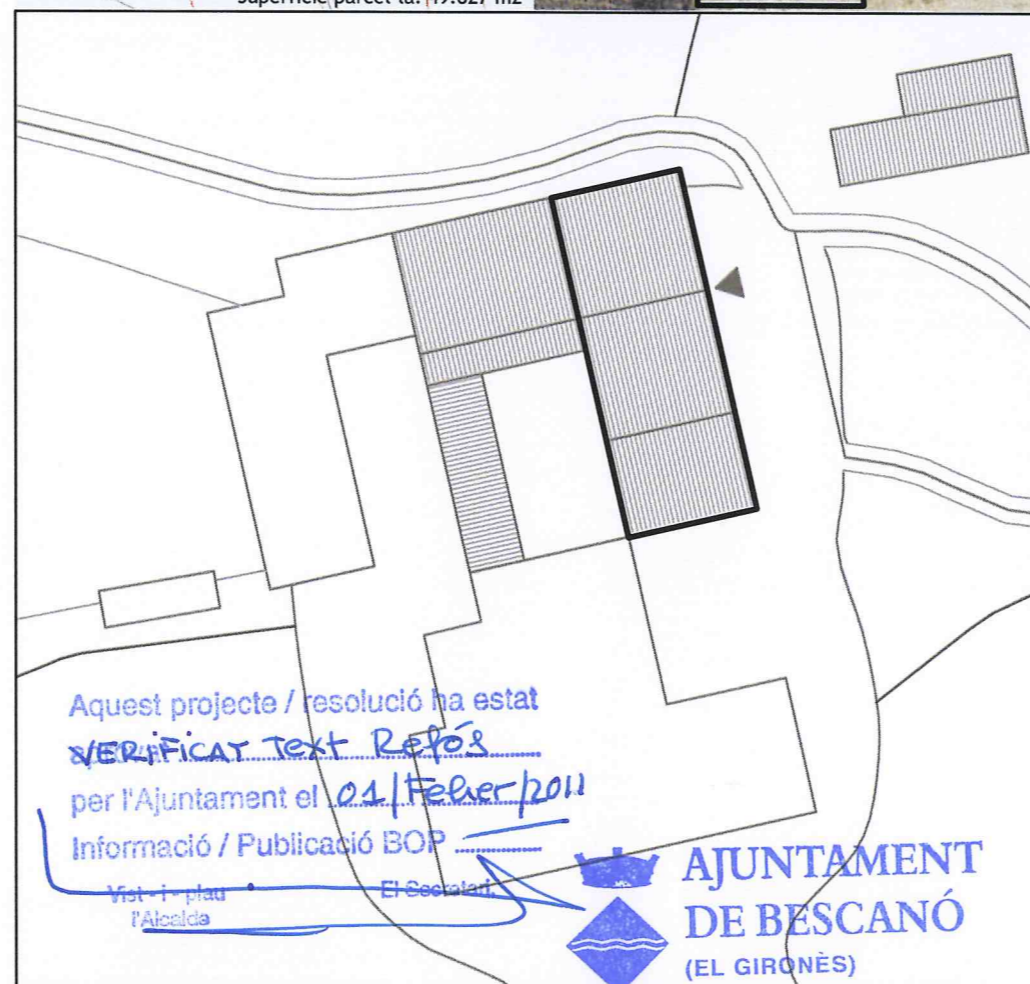 Superfície parcel·la: 19.627 m2
Aquest projecte / resolució ha estat
VERIFICAT Text Refós
per l'Ajuntament el 01/Febrer/2011
Informació / Publicació BOP
Vist - i - plau
El Secretari,
l'Alcalde
AJUNTAMENT
DE BESCANÓ
(EL GIRONÈS)